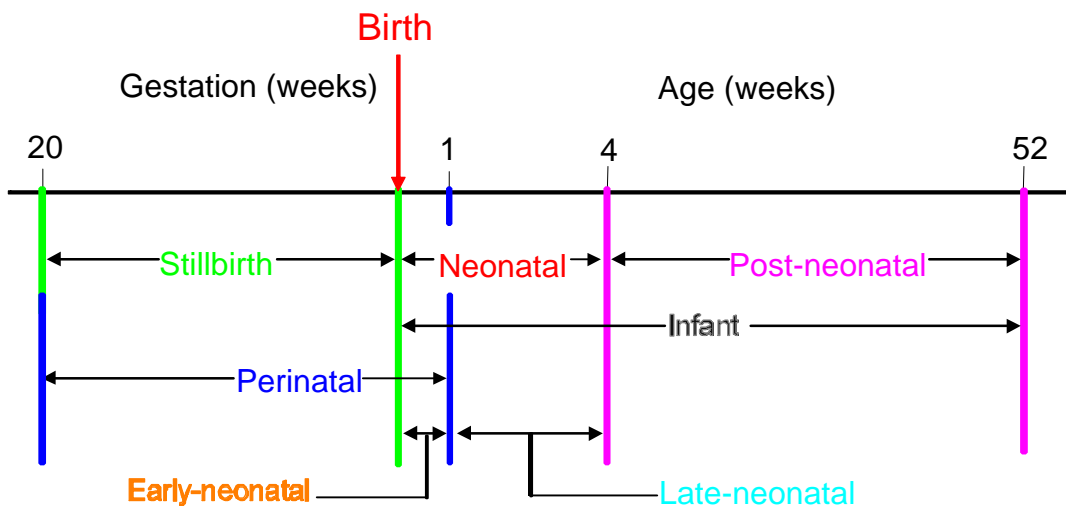 Birth
Gestation (weeks)
Age (weeks)
20
1
4
52
Stillbirth
Neonatal
Post-neonatal
Infant
Perinatal
Early-neonatal
Late-neonatal